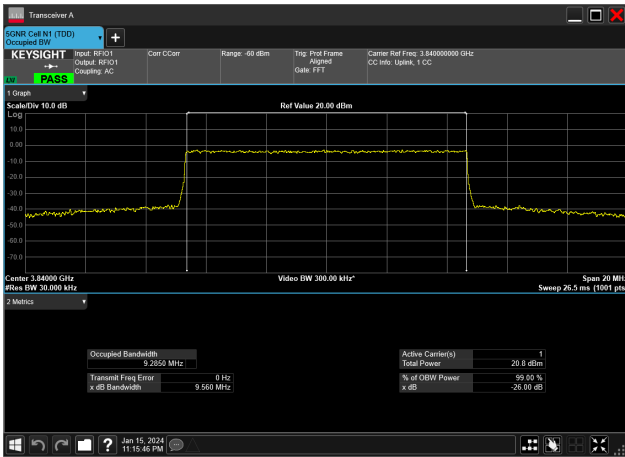 Transceiver A
5GNR Cell N1 (TDD)
Occupied BW
KEYSIGHT
Input: RFIO1
Output: RFIO1
Coupling: AC
Corr CCorr
Range: -60 dBm
Trig: Prot Frame
Aligned
Gate: FFT
Carrier Ref Freq: 3.840000000 GHz
CC Info: Uplink, 1 CC
PASS
1 Graph
Scale/Div 10.0 dB
Ref Value 20.00 dBm
Log
10.0
0.00
-10.0
-20.0
-30.0
-40.0
-50.0
-60.0
-70.0
Center 3.84000 GHz
Video BW 300.00 kHz*
Span 20 MHz
#Res BW 30.000 kHz
Sweep 26.5 ms (1001 pts)
2 Metrics
Occupied Bandwidth
9.2850 MHz
Transmit Freq Error 0 Hz
x dB Bandwidth 9.560 MHz
Active Carrier(s) 1
Total Power 20.8 dBm
% of OBW Power 99.00 %
x dB -26.00 dB
Jan 15, 2024
11:15:46 PM